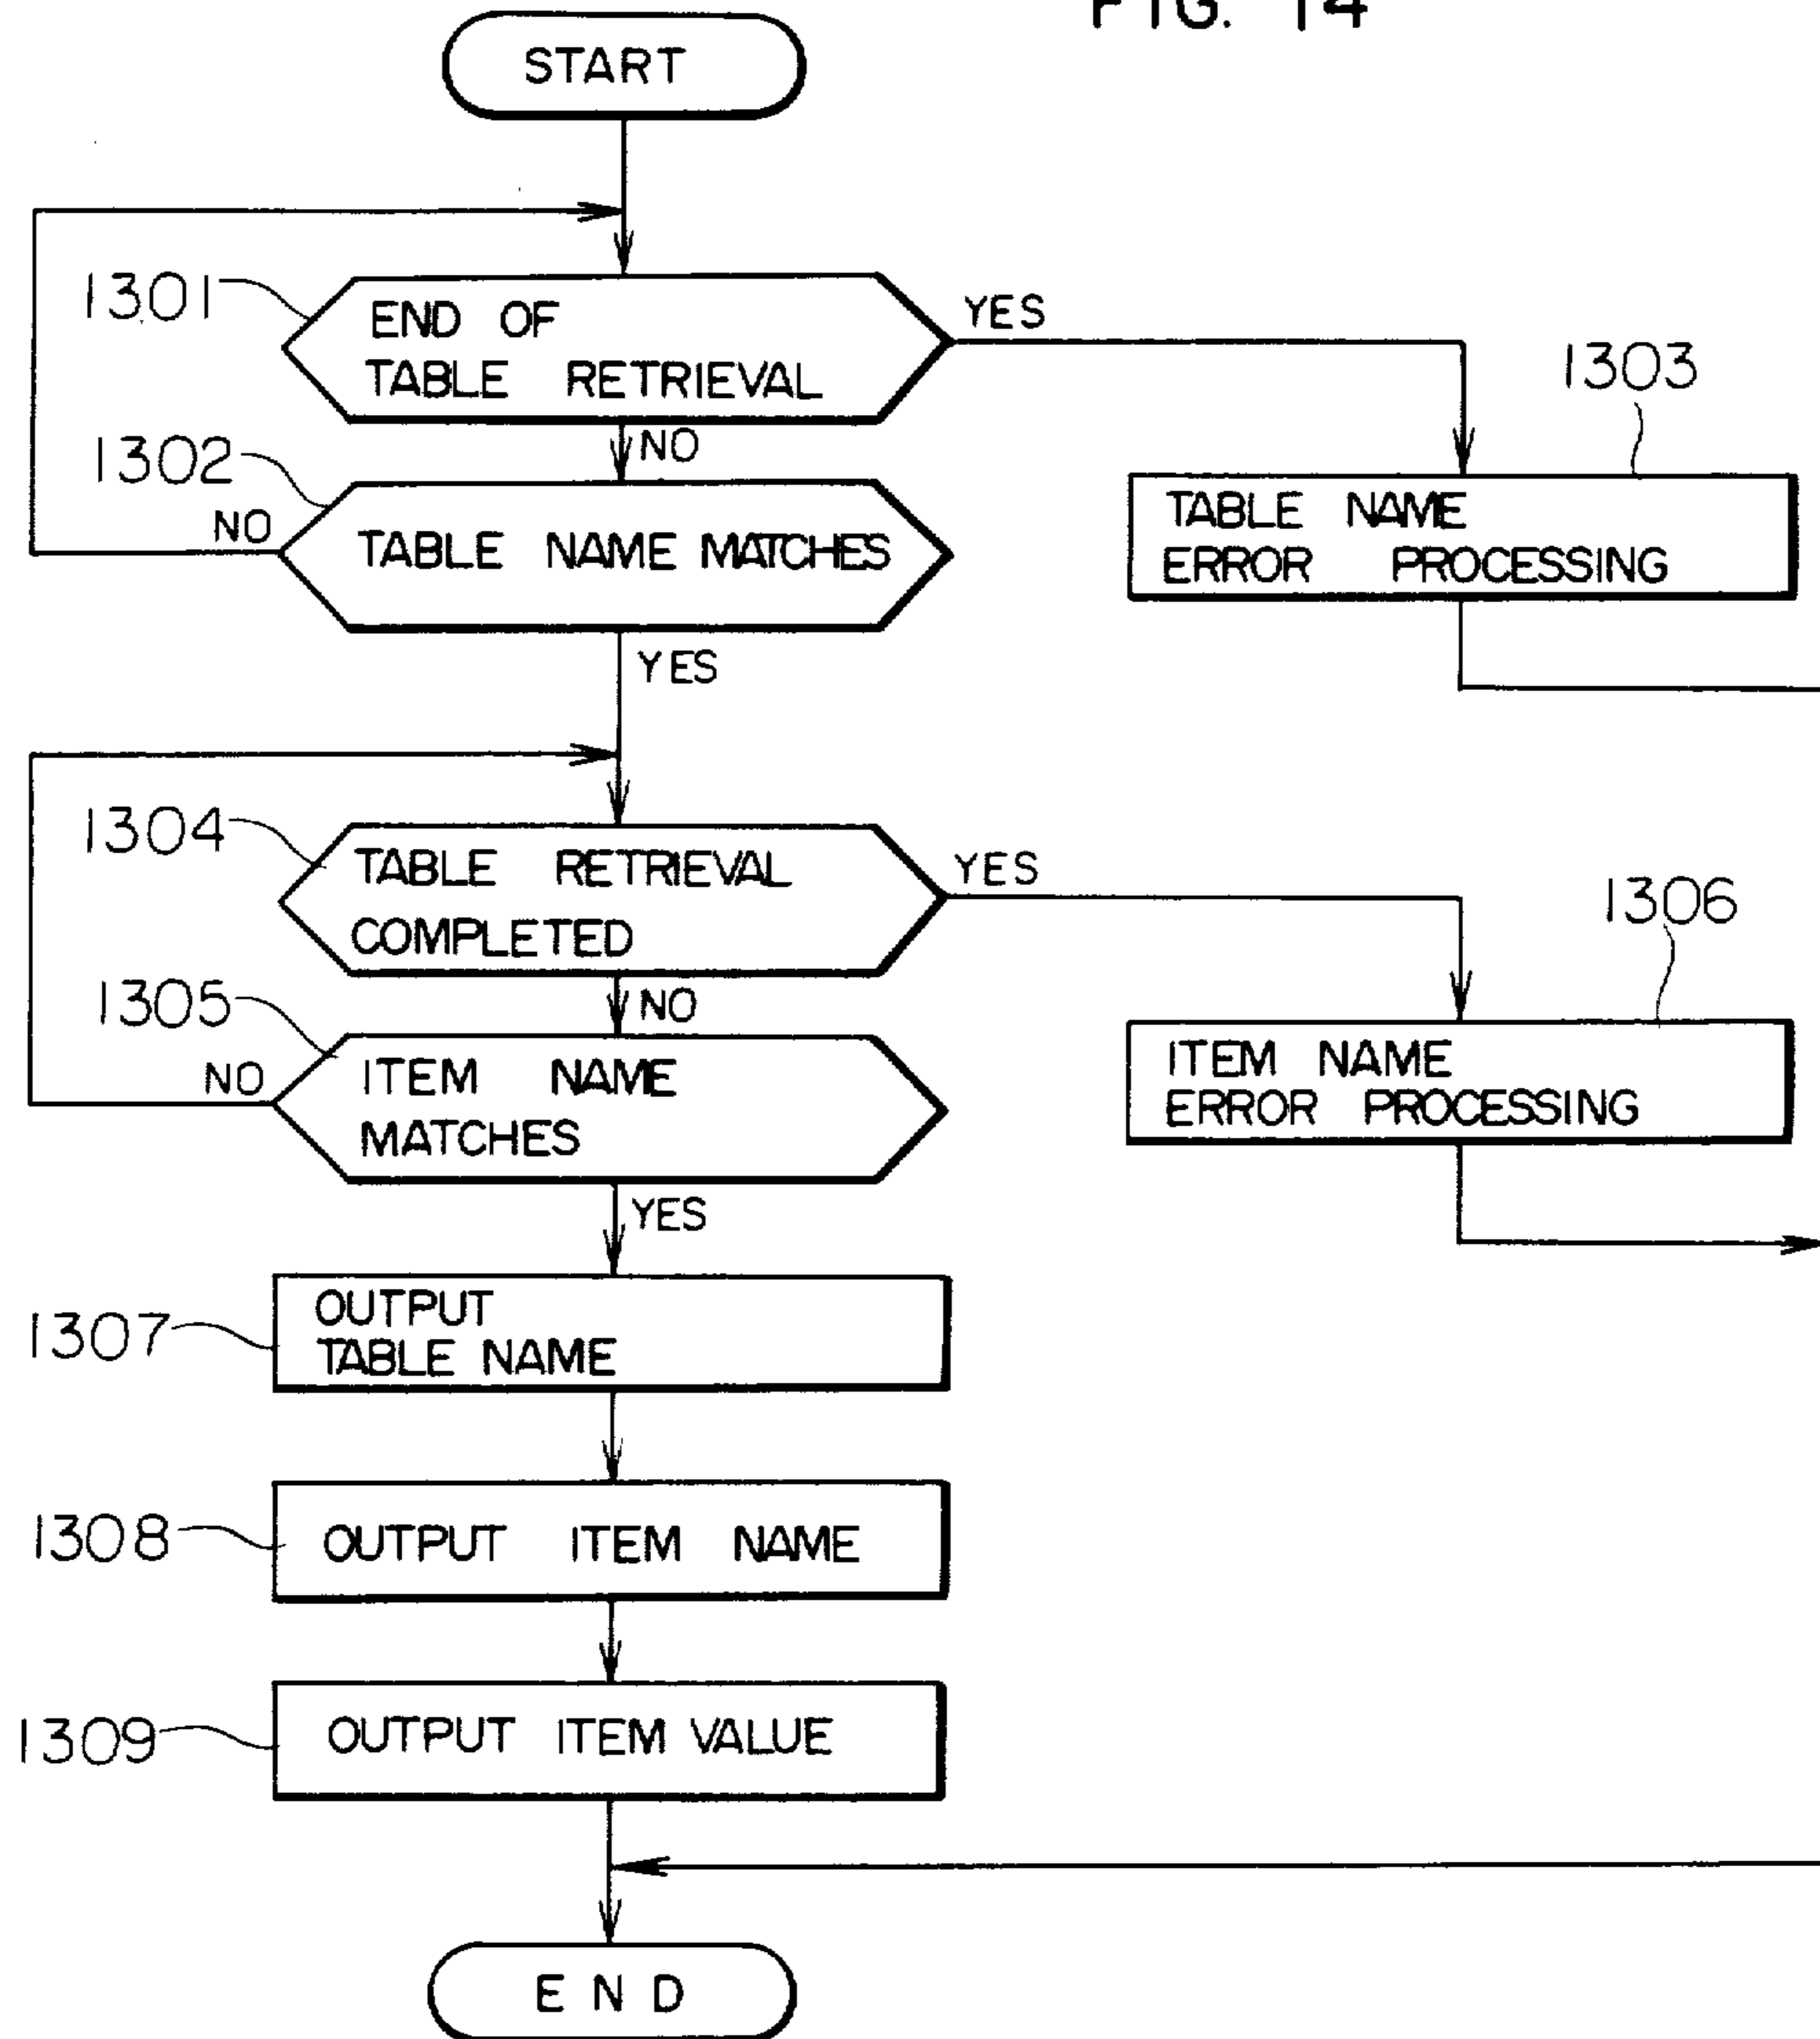 FIG. 14
START
1301
END OF
TABLE RETRIEVAL
YES
NO
1302
NO
TABLE NAME MATCHES
YES
1303
TABLE NAME
ERROR PROCESSING
1304
TABLE RETRIEVAL
COMPLETED
YES
NO
1305
NO
ITEM NAME
MATCHES
YES
1306
ITEM NAME
ERROR PROCESSING
1307
OUTPUT
TABLE NAME
1308
OUTPUT ITEM NAME
1309
OUTPUT ITEM VALUE
END